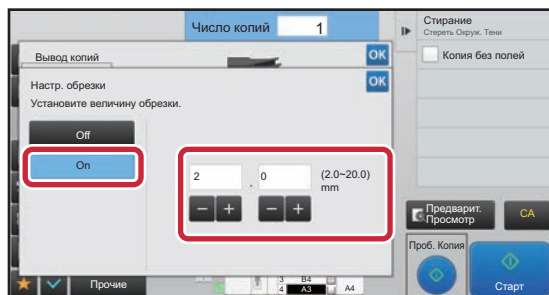 Число копий 1
Стирание
Стереть Окруж. Тени
Вывод копий OK
Копия без полей
Настр. обрезки OK
Установите величину обрезки.
Off
On
2 . 0 (2.0~20.0)
mm
− + − +
Предварит.
Просмотр
CA
Проб. Копия
Прочие
3 B4
4 A3 A4
Старт